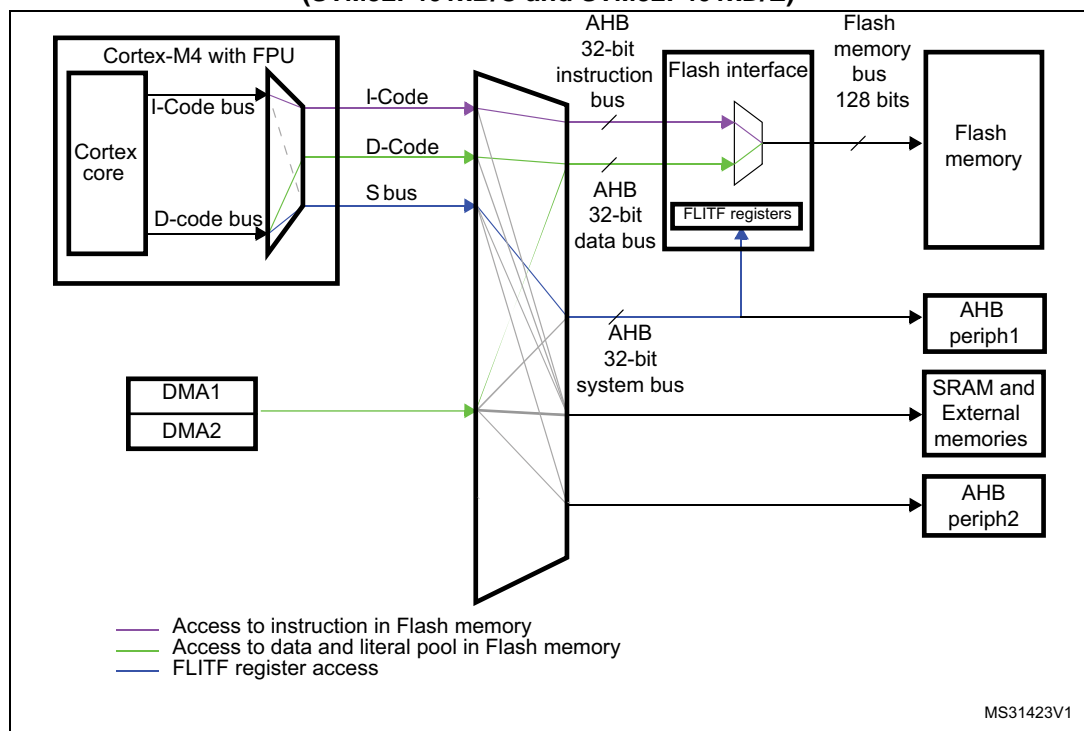 Cortex-M4 with FPU
I-Code bus
Cortex
core
D-code bus
I-Code
D-Code
S bus
AHB
32-bit
instruction
bus
Flash interface
Flash
memory
bus
128 bits
Flash
memory
AHB
32-bit
data bus
FLITF registers
AHB
32-bit
system bus
AHB
periph1
DMA1
DMA2
SRAM and
External
memories
AHB
periph2
Access to instruction in Flash memory
Access to data and literal pool in Flash memory
FLITF register access
MS31423V1